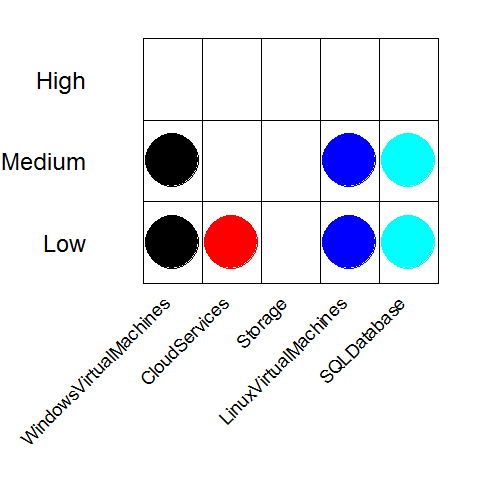 High
Medium
Low
WindowsVirtualMachines
CloudServices
Storage
LinuxVirtualMachines
SQLDatabase